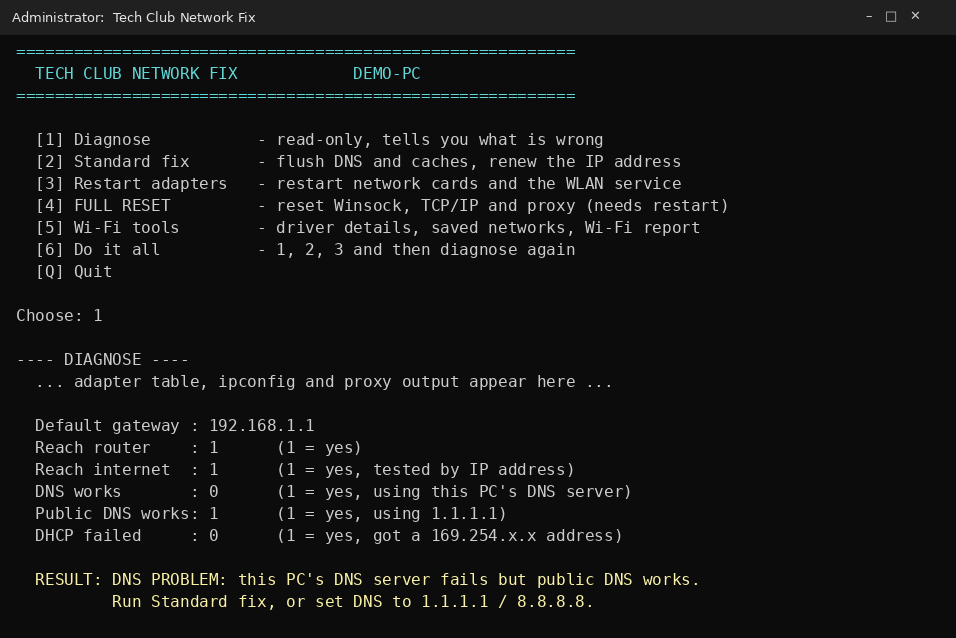 Administrator:  Tech Club Network Fix
==========================================================
  TECH CLUB NETWORK FIX            DEMO-PC
==========================================================
  [1] Diagnose           - read-only, tells you what is wrong
  [2] Standard fix       - flush DNS and caches, renew the IP address
  [3] Restart adapters   - restart network cards and the WLAN service
  [4] FULL RESET         - reset Winsock, TCP/IP and proxy (needs restart)
  [5] Wi-Fi tools        - driver details, saved networks, Wi-Fi report
  [6] Do it all          - 1, 2, 3 and then diagnose again
  [Q] Quit
Choose: 1
---- DIAGNOSE ----
  ... adapter table, ipconfig and proxy output appear here ...
  Default gateway : 192.168.1.1
  Reach router    : 1      (1 = yes)
  Reach internet  : 1      (1 = yes, tested by IP address)
  DNS works       : 0      (1 = yes, using this PC's DNS server)
  Public DNS works: 1      (1 = yes, using 1.1.1.1)
  DHCP failed     : 0      (1 = yes, got a 169.254.x.x address)
  RESULT: DNS PROBLEM: this PC's DNS server fails but public DNS works.
          Run Standard fix, or set DNS to 1.1.1.1 / 8.8.8.8.